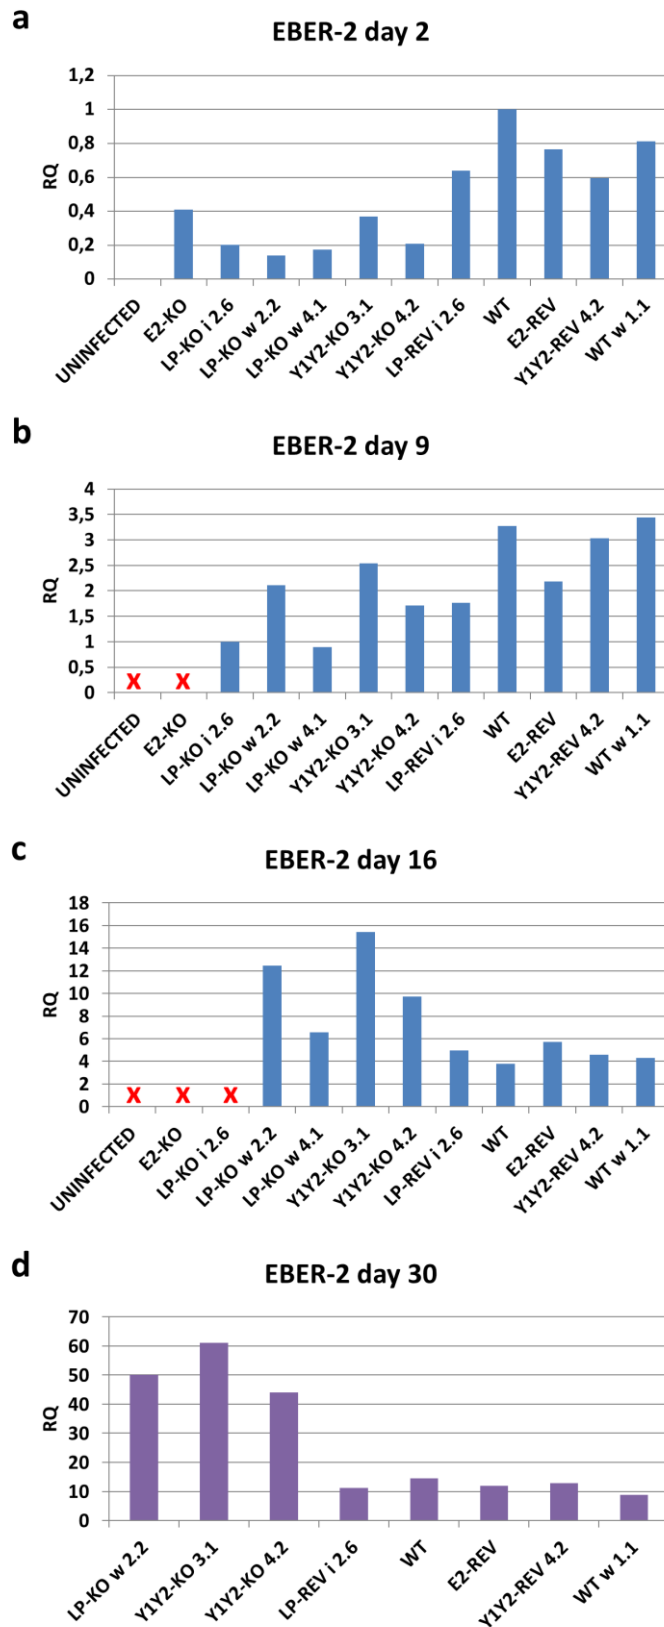 a
EBER-2 day 2
1,2
1
0,8
0,6
0,4
0,2
0
RQ
UNINFECTED
E2-KO
LP-KO i 2.6
LP-KO w 2.2
LP-KO w 4.1
Y1Y2-KO 3.1
Y1Y2-KO 4.2
LP-REV i 2.6
WT
E2-REV
Y1Y2-REV 4.2
WT w 1.1
b
EBER-2 day 9
4
3,5
3
2,5
2
1,5
1
0,5
0
RQ
X X
UNINFECTED
E2-KO
LP-KO i 2.6
LP-KO w 2.2
LP-KO w 4.1
Y1Y2-KO 3.1
Y1Y2-KO 4.2
LP-REV i 2.6
WT
E2-REV
Y1Y2-REV 4.2
WT w 1.1
c
EBER-2 day 16
18
16
14
12
10
8
6
4
2
0
RQ
X X X
UNINFECTED
E2-KO
LP-KO i 2.6
LP-KO w 2.2
LP-KO w 4.1
Y1Y2-KO 3.1
Y1Y2-KO 4.2
LP-REV i 2.6
WT
E2-REV
Y1Y2-REV 4.2
WT w 1.1
d
EBER-2 day 30
70
60
50
40
30
20
10
0
RQ
LP-KO w 2.2
Y1Y2-KO 3.1
Y1Y2-KO 4.2
LP-REV i 2.6
WT
E2-REV
Y1Y2-REV 4.2
WT w 1.1